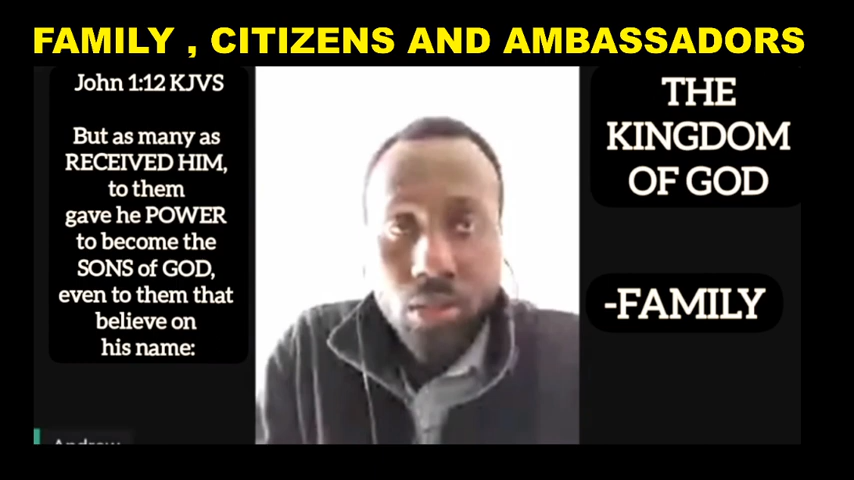 FAMILY , CITIZENS AND AMBASSADORS
John 1:12 KJVS
But as many as
RECEIVED HIM,
to them
gave he POWER
to become the
SONS of GOD,
even to them that
believe on
his name:
THE
KINGDOM
OF GOD
-FAMILY
Andrew